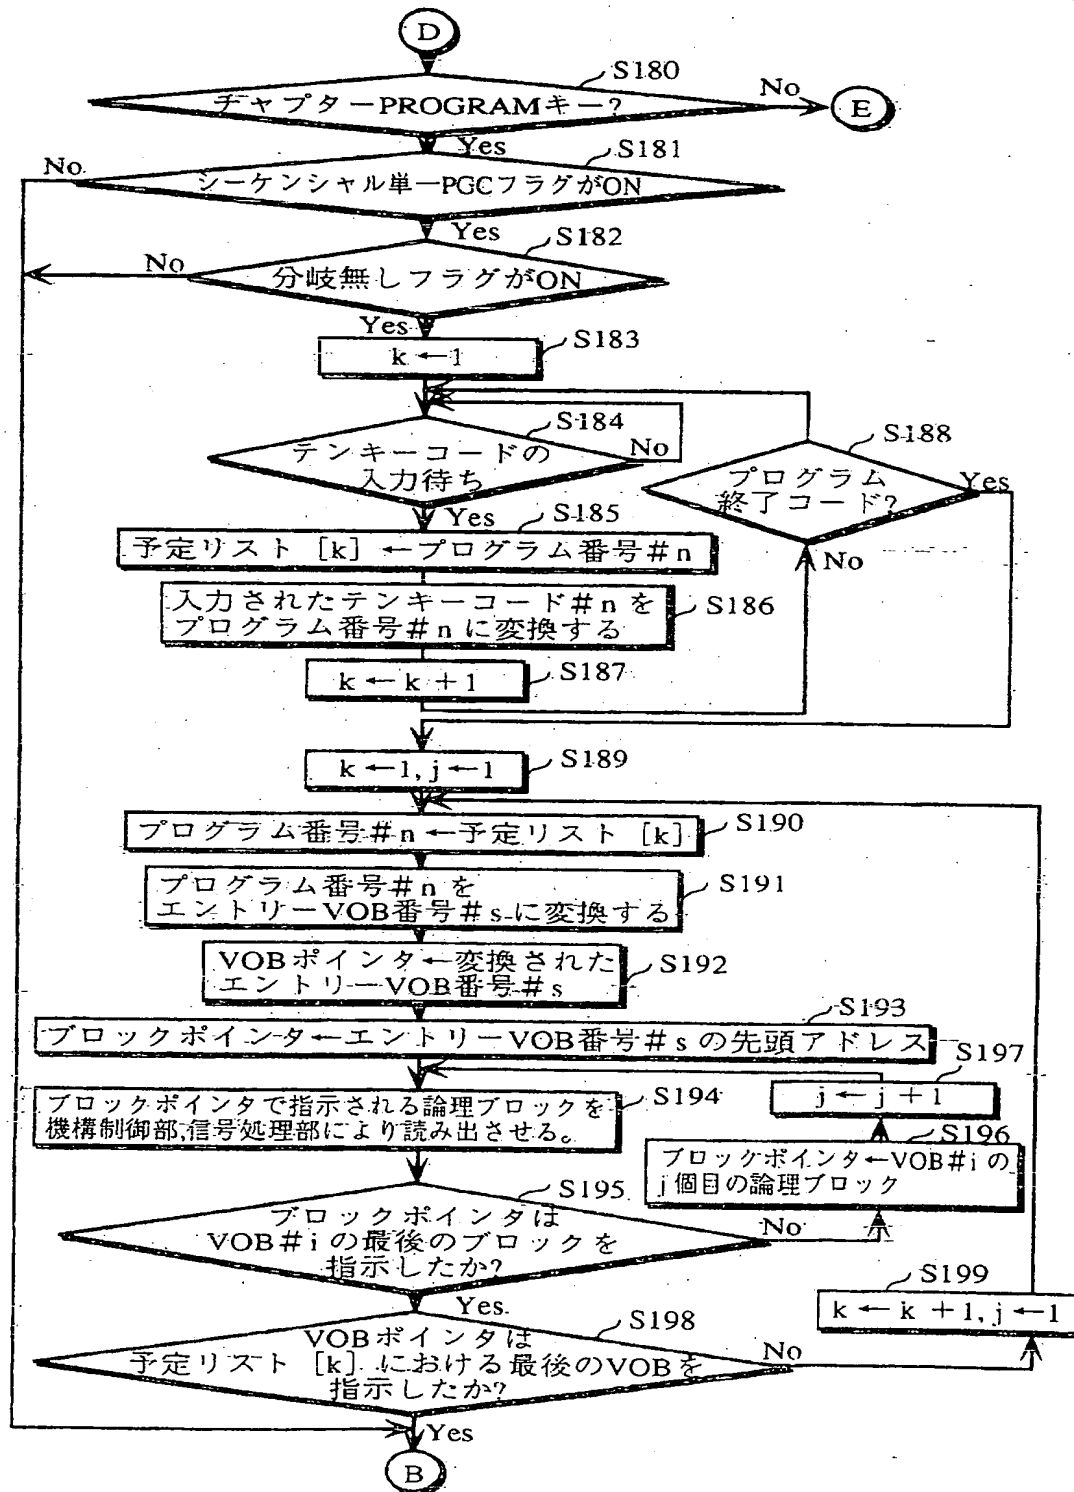 D
S180
チャプターPROGRAMキー?
No
E
Yes
S181
No
シーケンシャル単一PGCフラグがON
Yes
S182
No
分岐無しフラグがON
Yes
S183
k←1
S184
テンキーコードの
入力待ち
No
S188
プログラム
終了コード?
Yes
No
Yes
S185
予定リスト [k]←プログラム番号#n
S186
入力されたテンキーコード#nを
プログラム番号#nに変換する
S187
k←k+1
S189
k←1,j←1
S190
プログラム番号#n←予定リスト [k]
S191
プログラム番号#nを
エントリーVOB番号#sに変換する
S192
VOBポインタ←変換された
エントリーVOB番号#s
S193
ブロックポインタ←エントリーVOB番号#sの先頭アドレス
S197
j←j+1
S194
ブロックポインタで指示される論理ブロックを
機構制御部,信号処理部により読み出させる。
S196
ブロックポインタ←VOB#iの
j個目の論理ブロック
S195
ブロックポインタは
VOB#iの最後のブロックを
指示したか?
No
Yes
S199
k←k+1,j←1
S198
VOBポインタは
予定リスト [k] における最後のVOBを
指示したか?
No
Yes
B